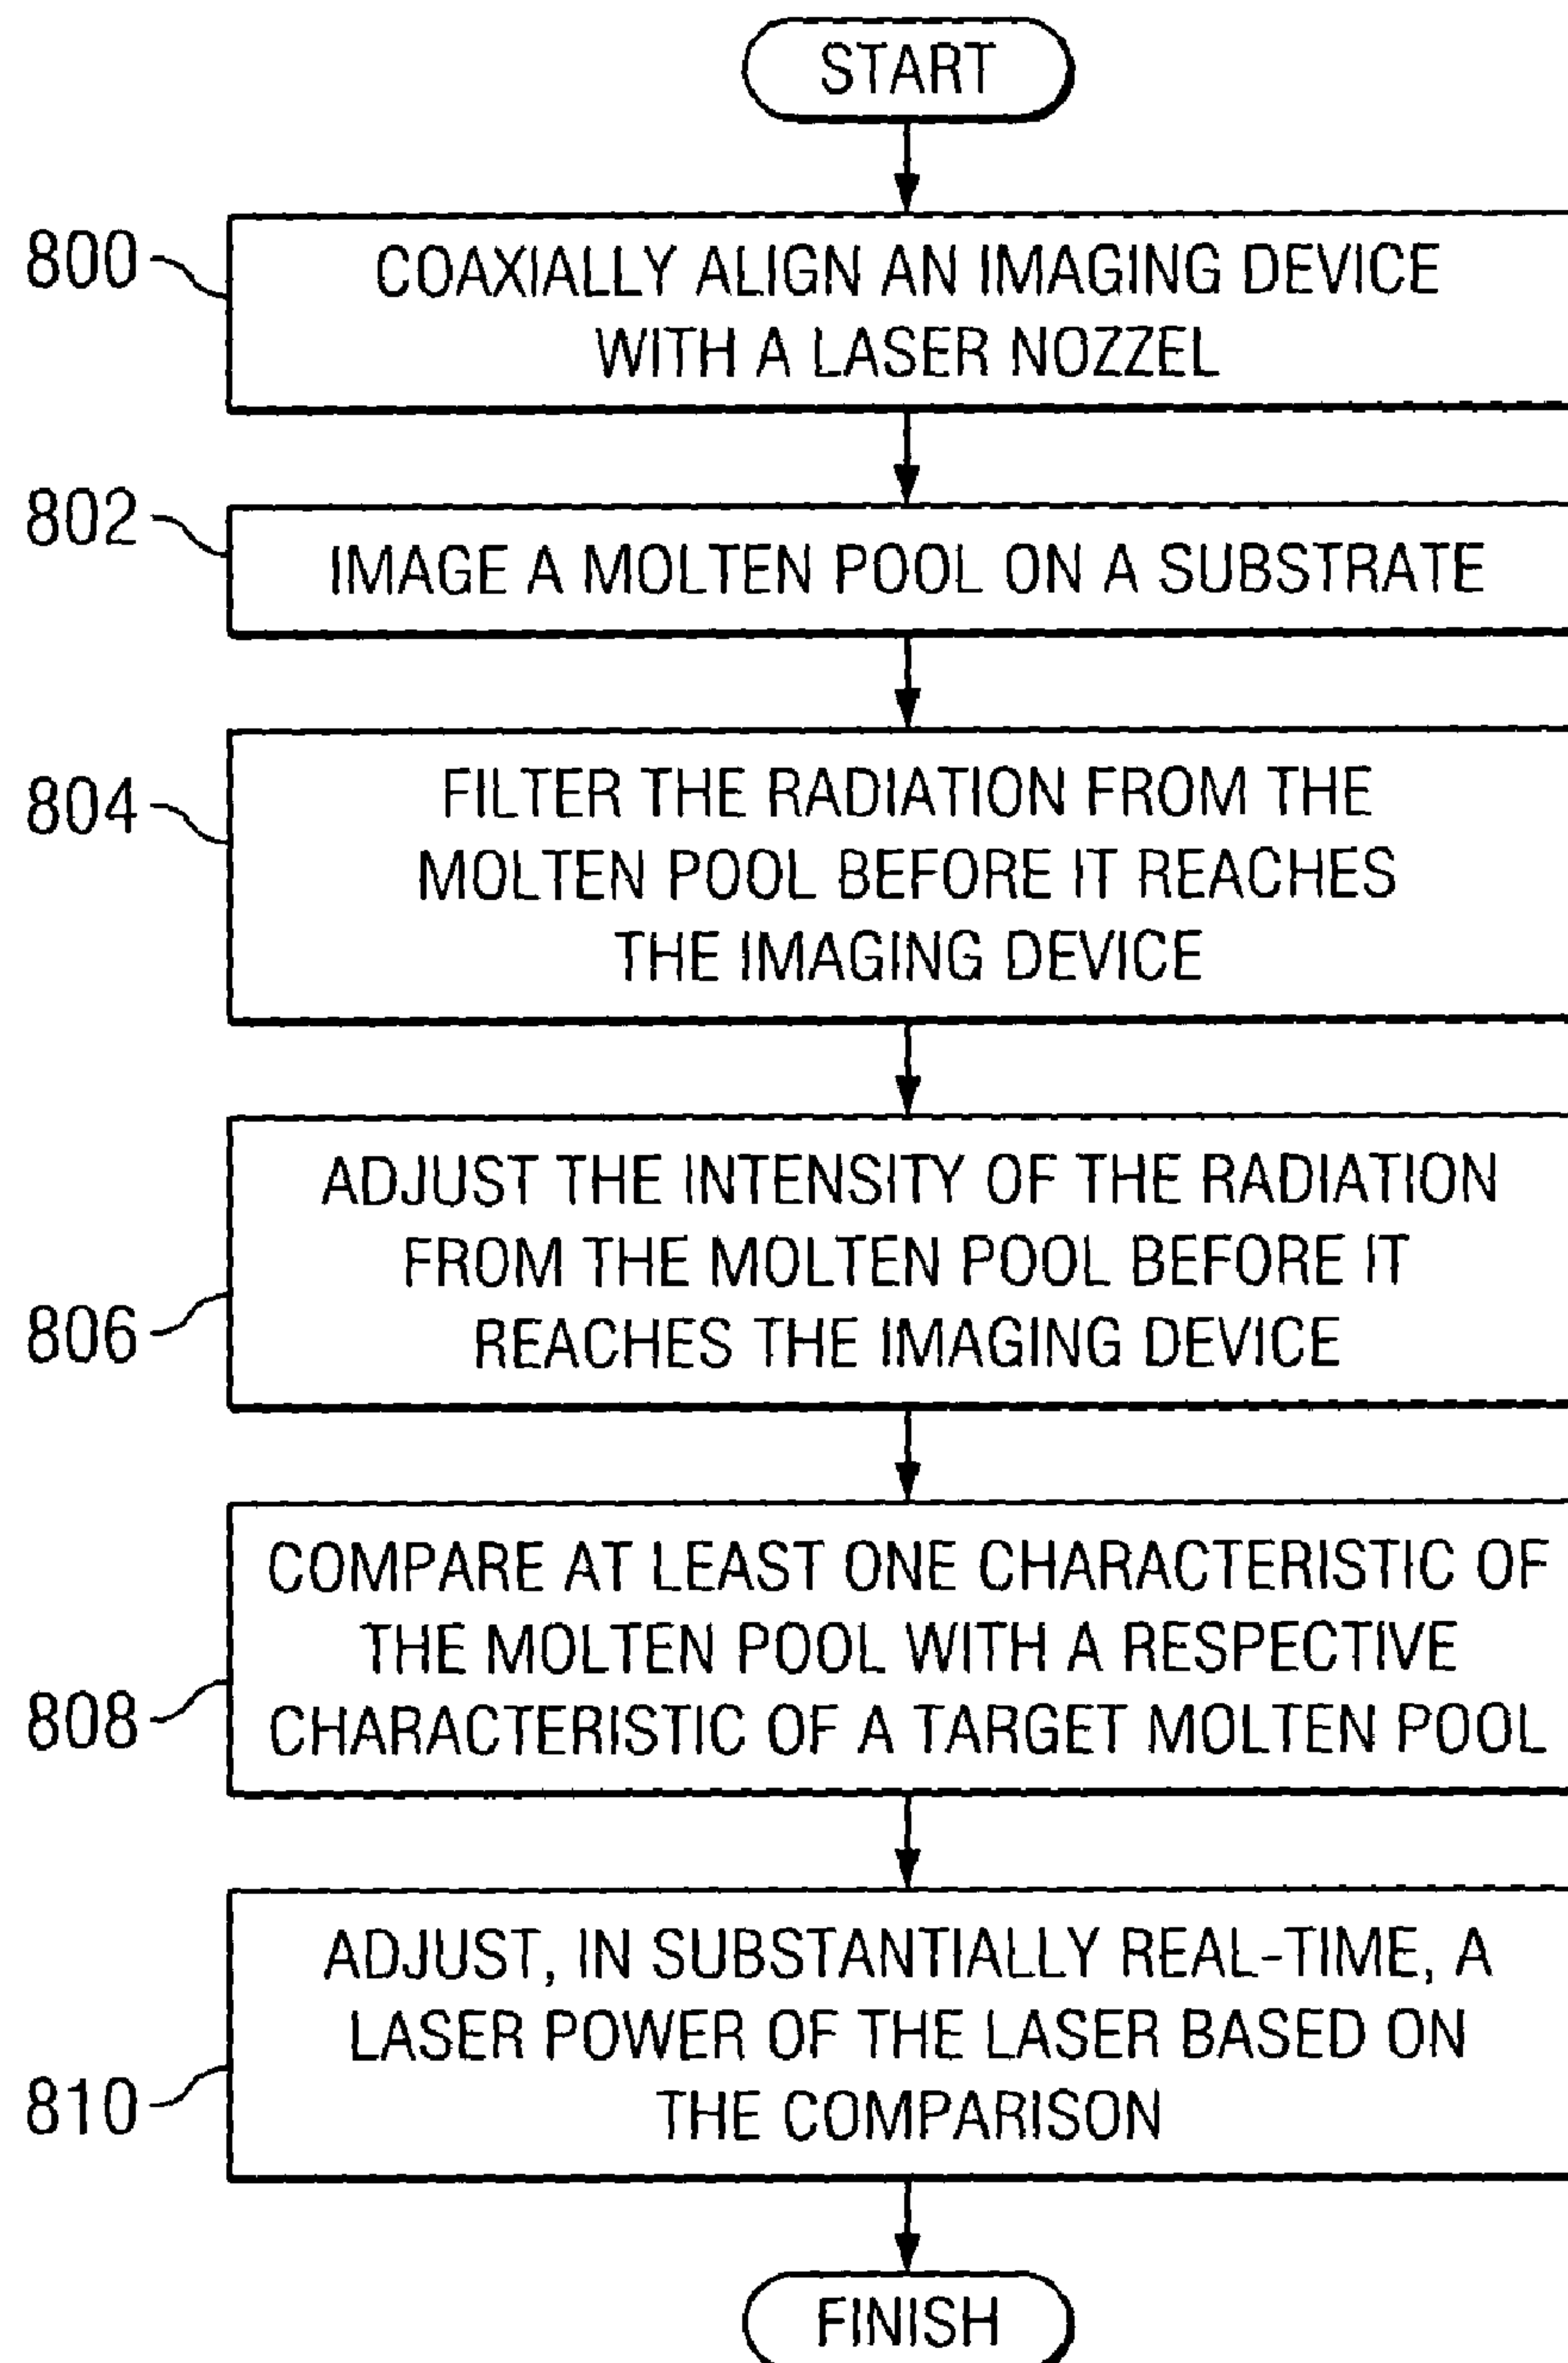 START
800
COAXIALLY ALIGN AN IMAGING DEVICE
WITH A LASER NOZZEL
802
IMAGE A MOLTEN POOL ON A SUBSTRATE
804
FILTER THE RADIATION FROM THE
MOLTEN POOL BEFORE IT REACHES
THE IMAGING DEVICE
806
ADJUST THE INTENSITY OF THE RADIATION
FROM THE MOLTEN POOL BEFORE IT
REACHES THE IMAGING DEVICE
808
COMPARE AT LEAST ONE CHARACTERISTIC OF
THE MOLTEN POOL WITH A RESPECTIVE
CHARACTERISTIC OF A TARGET MOLTEN POOL
810
ADJUST, IN SUBSTANTIALLY REAL-TIME, A
LASER POWER OF THE LASER BASED ON
THE COMPARISON
FINISH